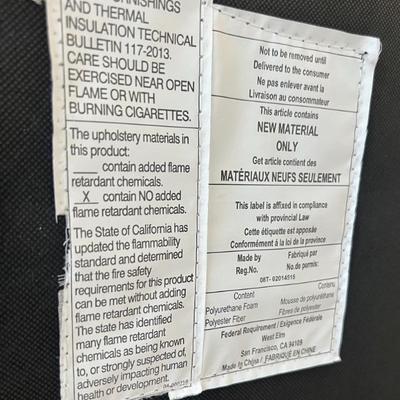 FURNISHINGS
AND THERMAL
INSULATION TECHNICAL
BULLETIN 117-2013.
CARE SHOULD BE
EXERCISED NEAR OPEN
FLAME OR WITH
BURNING CIGARETTES.
The upholstery materials in
this product:
____ contain added flame
retardant chemicals.
X contain NO added
flame retardant chemicals.
The State of California has
updated the flammability
standard and determined
that the fire safety
requirements for this product
can be met without adding
flame retardant chemicals.
The state has identified
many flame retardant
chemicals as being known
to, or strongly suspected of,
adversely impacting human
health or development.
Not to be removed until
Delivered to the consumer
Ne pas enlever avant la
Livraison au consommateur
This article contains
NEW MATERIAL
ONLY
Get article contient des
MATÉRIAUX NEUFS SEULEMENT
This label is affixed in compliance
with provincial Law
Cette étiquette est apposée
Conformément á la loi de la province
Made by Fabriqué par
Reg.No. No.de permis:
06T- 02014515
Content Contenu
Polyurethane Foam Mousse de polyuréthane
Polyester Fiber Fibres de polyester
Federal Requirement / Exigence Fédérale
West Elm
San Francisco, CA 94109
Made In China / FABRIQUÉ EN CHINE